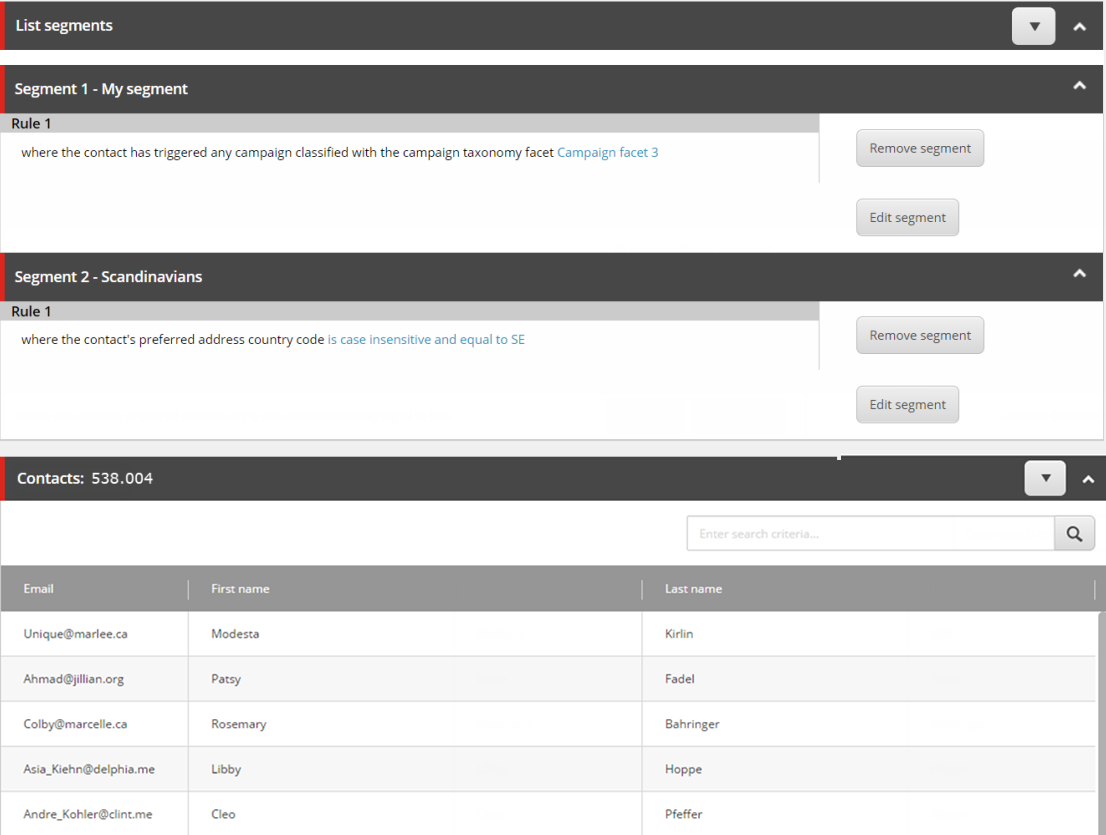 List segments
Segment 1 - My segment
Rule 1
where the contact has triggered any campaign classified with the campaign taxonomy facet Campaign facet 3
Remove segment
Edit segment
Segment 2 - Scandinavians
Rule 1
where the contact's preferred address country code is case insensitive and equal to SE
Remove segment
Edit segment
Contacts: 538.004
Enter search criteria...
Email First name Last name
Unique@marlee.ca Modesta Kirlin
Ahmad@jillian.org Patsy Fadel
Colby@marcelle.ca Rosemary Bahringer
Asia_Kiehn@delphia.me Libby Hoppe
Andre_Kohler@clint.me Cleo Pfeffer